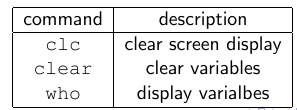 command description
clc clear screen display
clear clear variables
who display varialbes